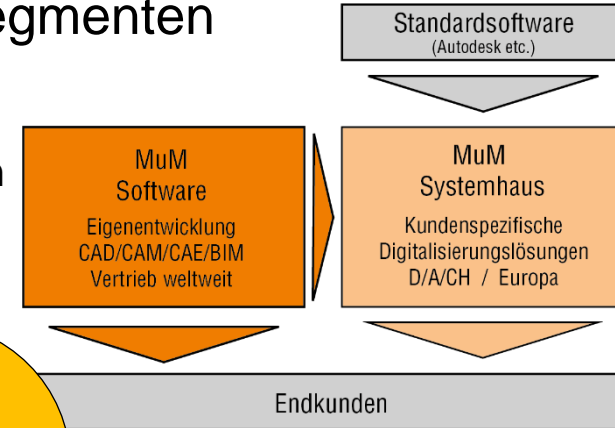 egmenten
Standardsoftware
(Autodesk etc.)
n
MuM
Software
Eigenentwicklung
CAD/CAM/CAE/BIM
Vertrieb weltweit
MuM
Systemhaus
Kundenspezifische
Digitalisierungslösungen
D/A/CH / Europa
Endkunden